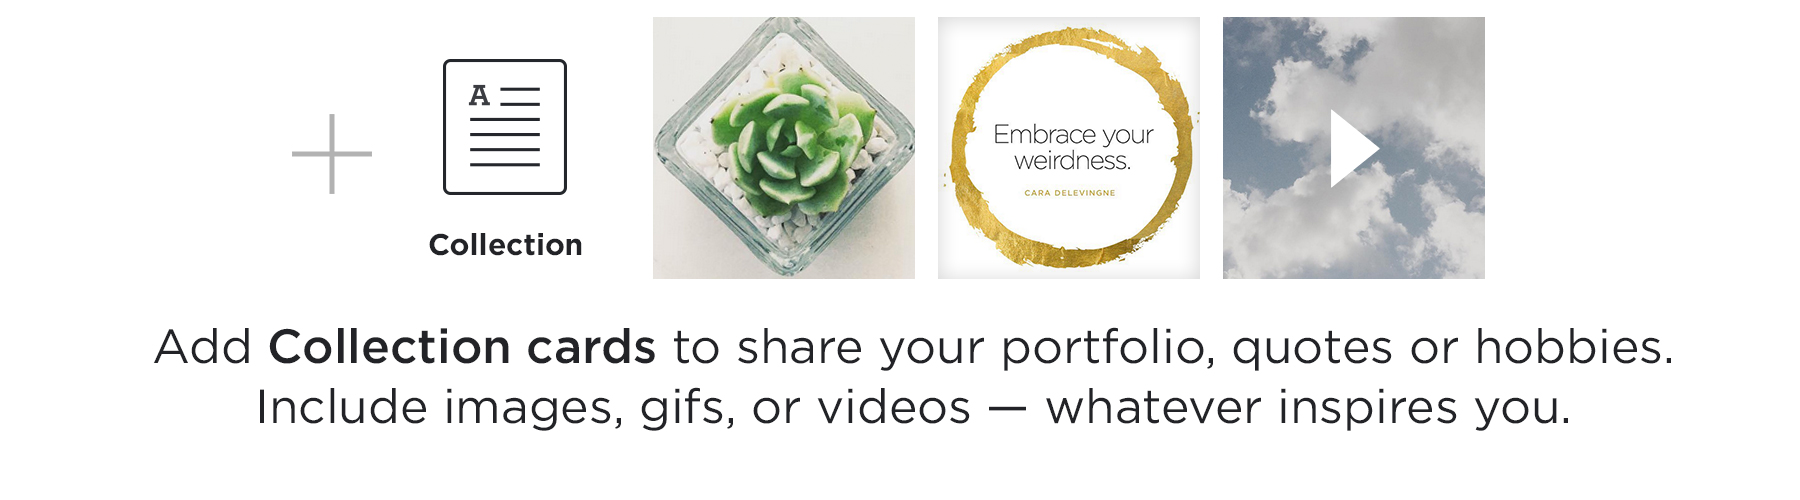 A
Collection
Embrace your
weirdness.
CARA DELEVINGNE
Add Collection cards to share your portfolio, quotes or hobbies.
Include images, gifs, or videos — whatever inspires you.